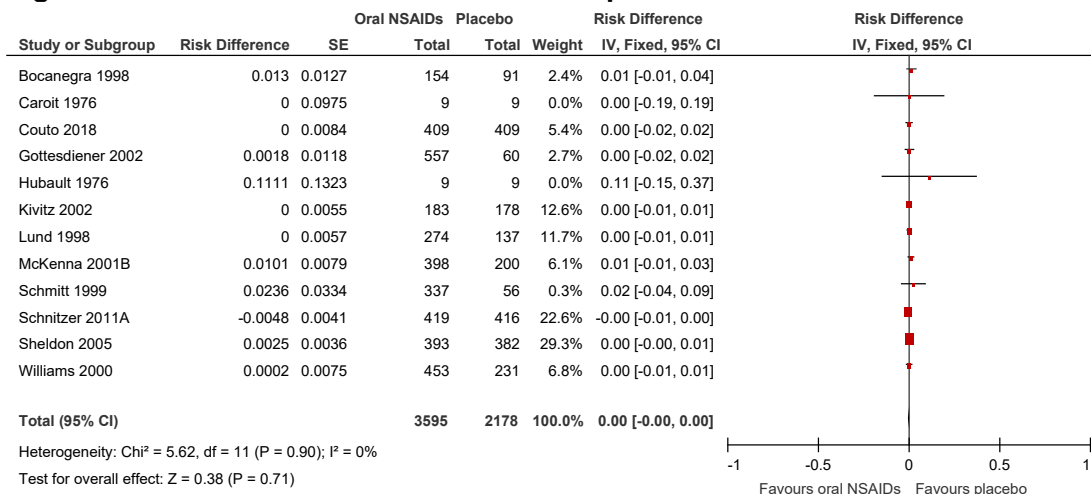 Oral NSAIDs Placebo Risk Difference Risk Difference
Study or Subgroup Risk Difference SE Total Total Weight IV, Fixed, 95% CI IV, Fixed, 95% CI
Bocanegra 1998 0.013 0.0127 154 91 2.4% 0.01 [-0.01, 0.04]
Caroit 1976 0 0.0975 9 9 0.0% 0.00 [-0.19, 0.19]
Couto 2018 0 0.0084 409 409 5.4% 0.00 [-0.02, 0.02]
Gottesdiener 2002 0.0018 0.0118 557 60 2.7% 0.00 [-0.02, 0.02]
Hubault 1976 0.1111 0.1323 9 9 0.0% 0.11 [-0.15, 0.37]
Kivitz 2002 0 0.0055 183 178 12.6% 0.00 [-0.01, 0.01]
Lund 1998 0 0.0057 274 137 11.7% 0.00 [-0.01, 0.01]
McKenna 2001B 0.0101 0.0079 398 200 6.1% 0.01 [-0.01, 0.03]
Schmitt 1999 0.0236 0.0334 337 56 0.3% 0.02 [-0.04, 0.09]
Schnitzer 2011A -0.0048 0.0041 419 416 22.6% -0.00 [-0.01, 0.00]
Sheldon 2005 0.0025 0.0036 393 382 29.3% 0.00 [-0.00, 0.01]
Williams 2000 0.0002 0.0075 453 231 6.8% 0.00 [-0.01, 0.01]
Total (95% CI) 3595 2178 100.0% 0.00 [-0.00, 0.00]
Heterogeneity: Chi² = 5.62, df = 11 (P = 0.90); I² = 0%
Test for overall effect: Z = 0.38 (P = 0.71)
-1 -0.5 0 0.5 1
Favours oral NSAIDs Favours placebo